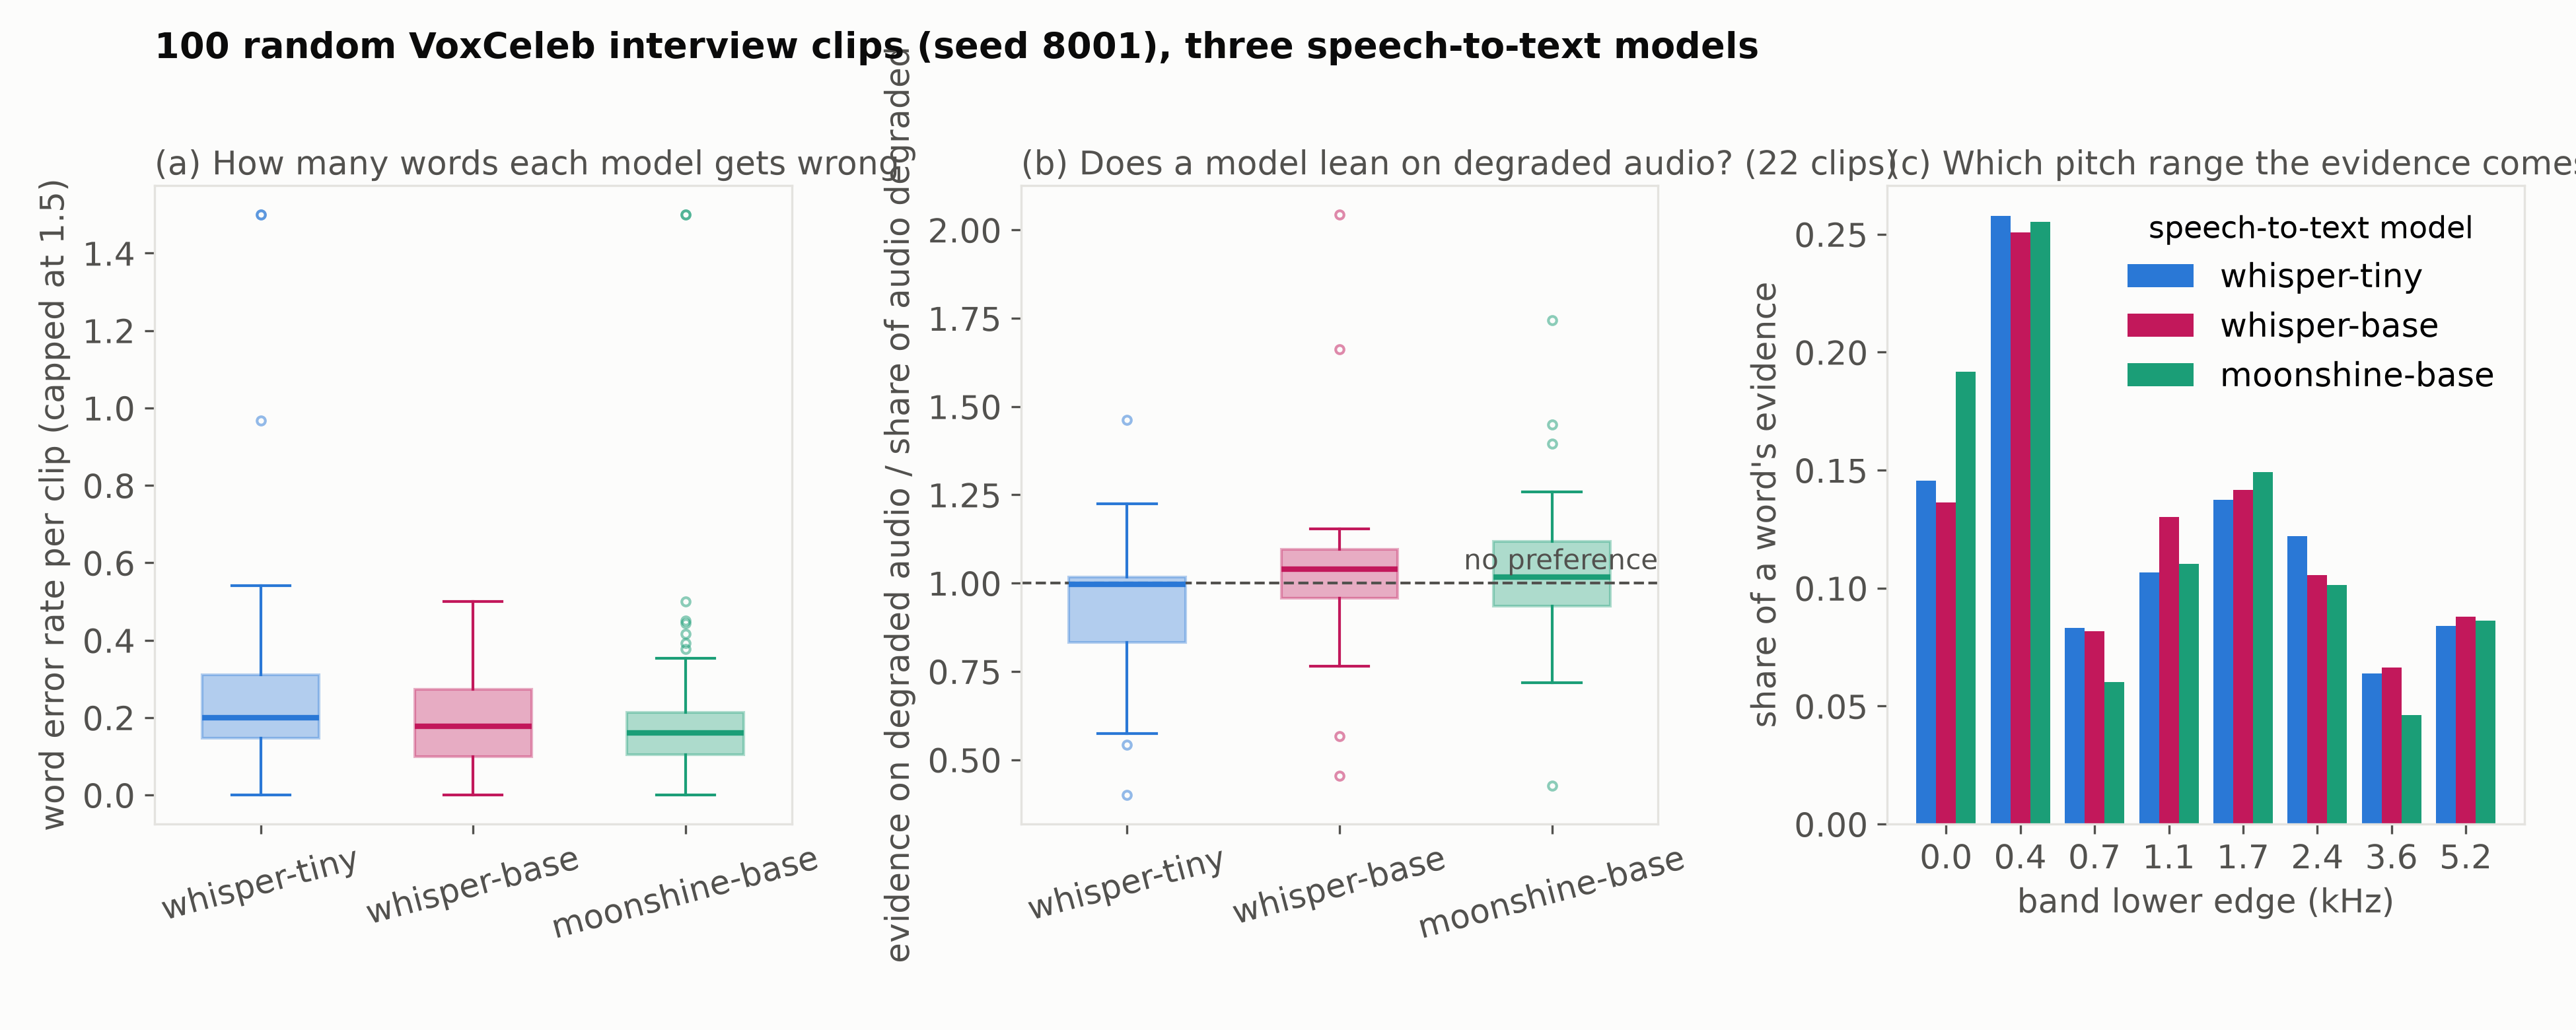 100 random VoxCeleb interview clips (seed 8001), three speech-to-text models
(a) How many words each model gets wrong
word error rate per clip (capped at 1.5)
1.4
1.2
1.0
0.8
0.6
0.4
0.2
0.0
whisper-tiny
whisper-base
moonshine-base
(b) Does a model lean on degraded audio? (22 clips)
evidence on degraded audio / share of audio degraded
2.00
1.75
1.50
1.25
1.00
0.75
0.50
no preference
whisper-tiny
whisper-base
moonshine-base
(c) Which pitch range the evidence comes
share of a word's evidence
0.25
0.20
0.15
0.10
0.05
0.00
speech-to-text model
whisper-tiny
whisper-base
moonshine-base
0.0 0.4 0.7 1.1 1.7 2.4 3.6 5.2
band lower edge (kHz)